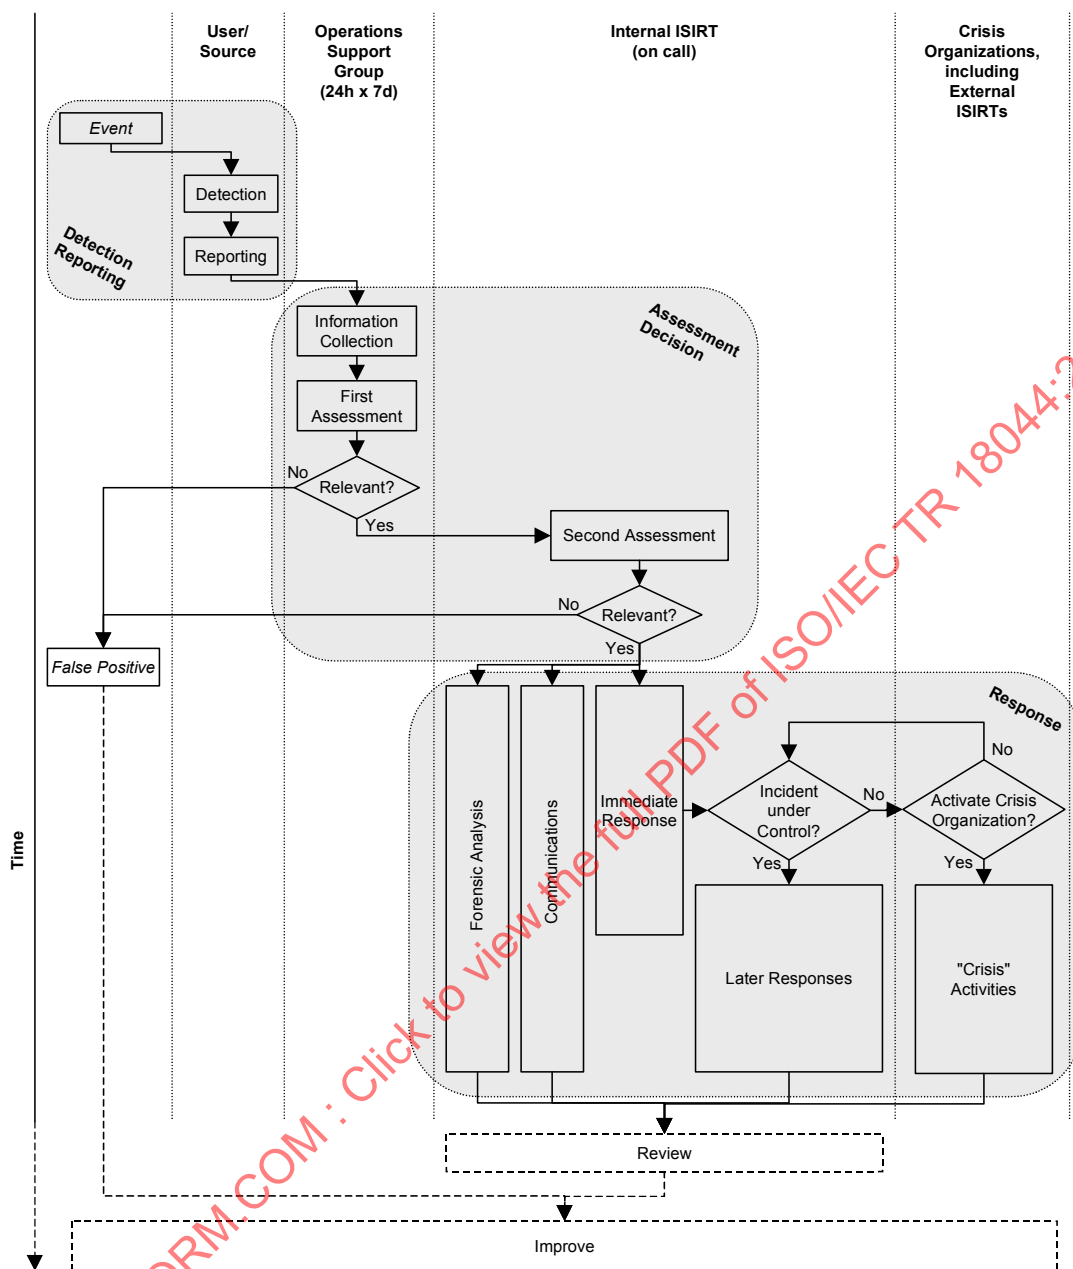 User/
Source
Operations
Support
Group
(24h x 7d)
Internal ISIRT
(on call)
Crisis
Organizations,
including
External
ISIRTs
Event
Detection
Reporting
Detection
Reporting
Information
Collection
Assessment
Decision
First
Assessment
No
Relevant?
Yes
Second Assessment
No
Relevant?
Yes
False Positive
Response
No
Forensic Analysis
Communications
Immediate
Response
Incident
under
Control?
No
Activate Crisis
Organization?
Yes
Yes
Later Responses
"Crisis"
Activities
Time
Review
Improve
RM.COM : Click to view the full PDF of ISO/IEC TR 18044: